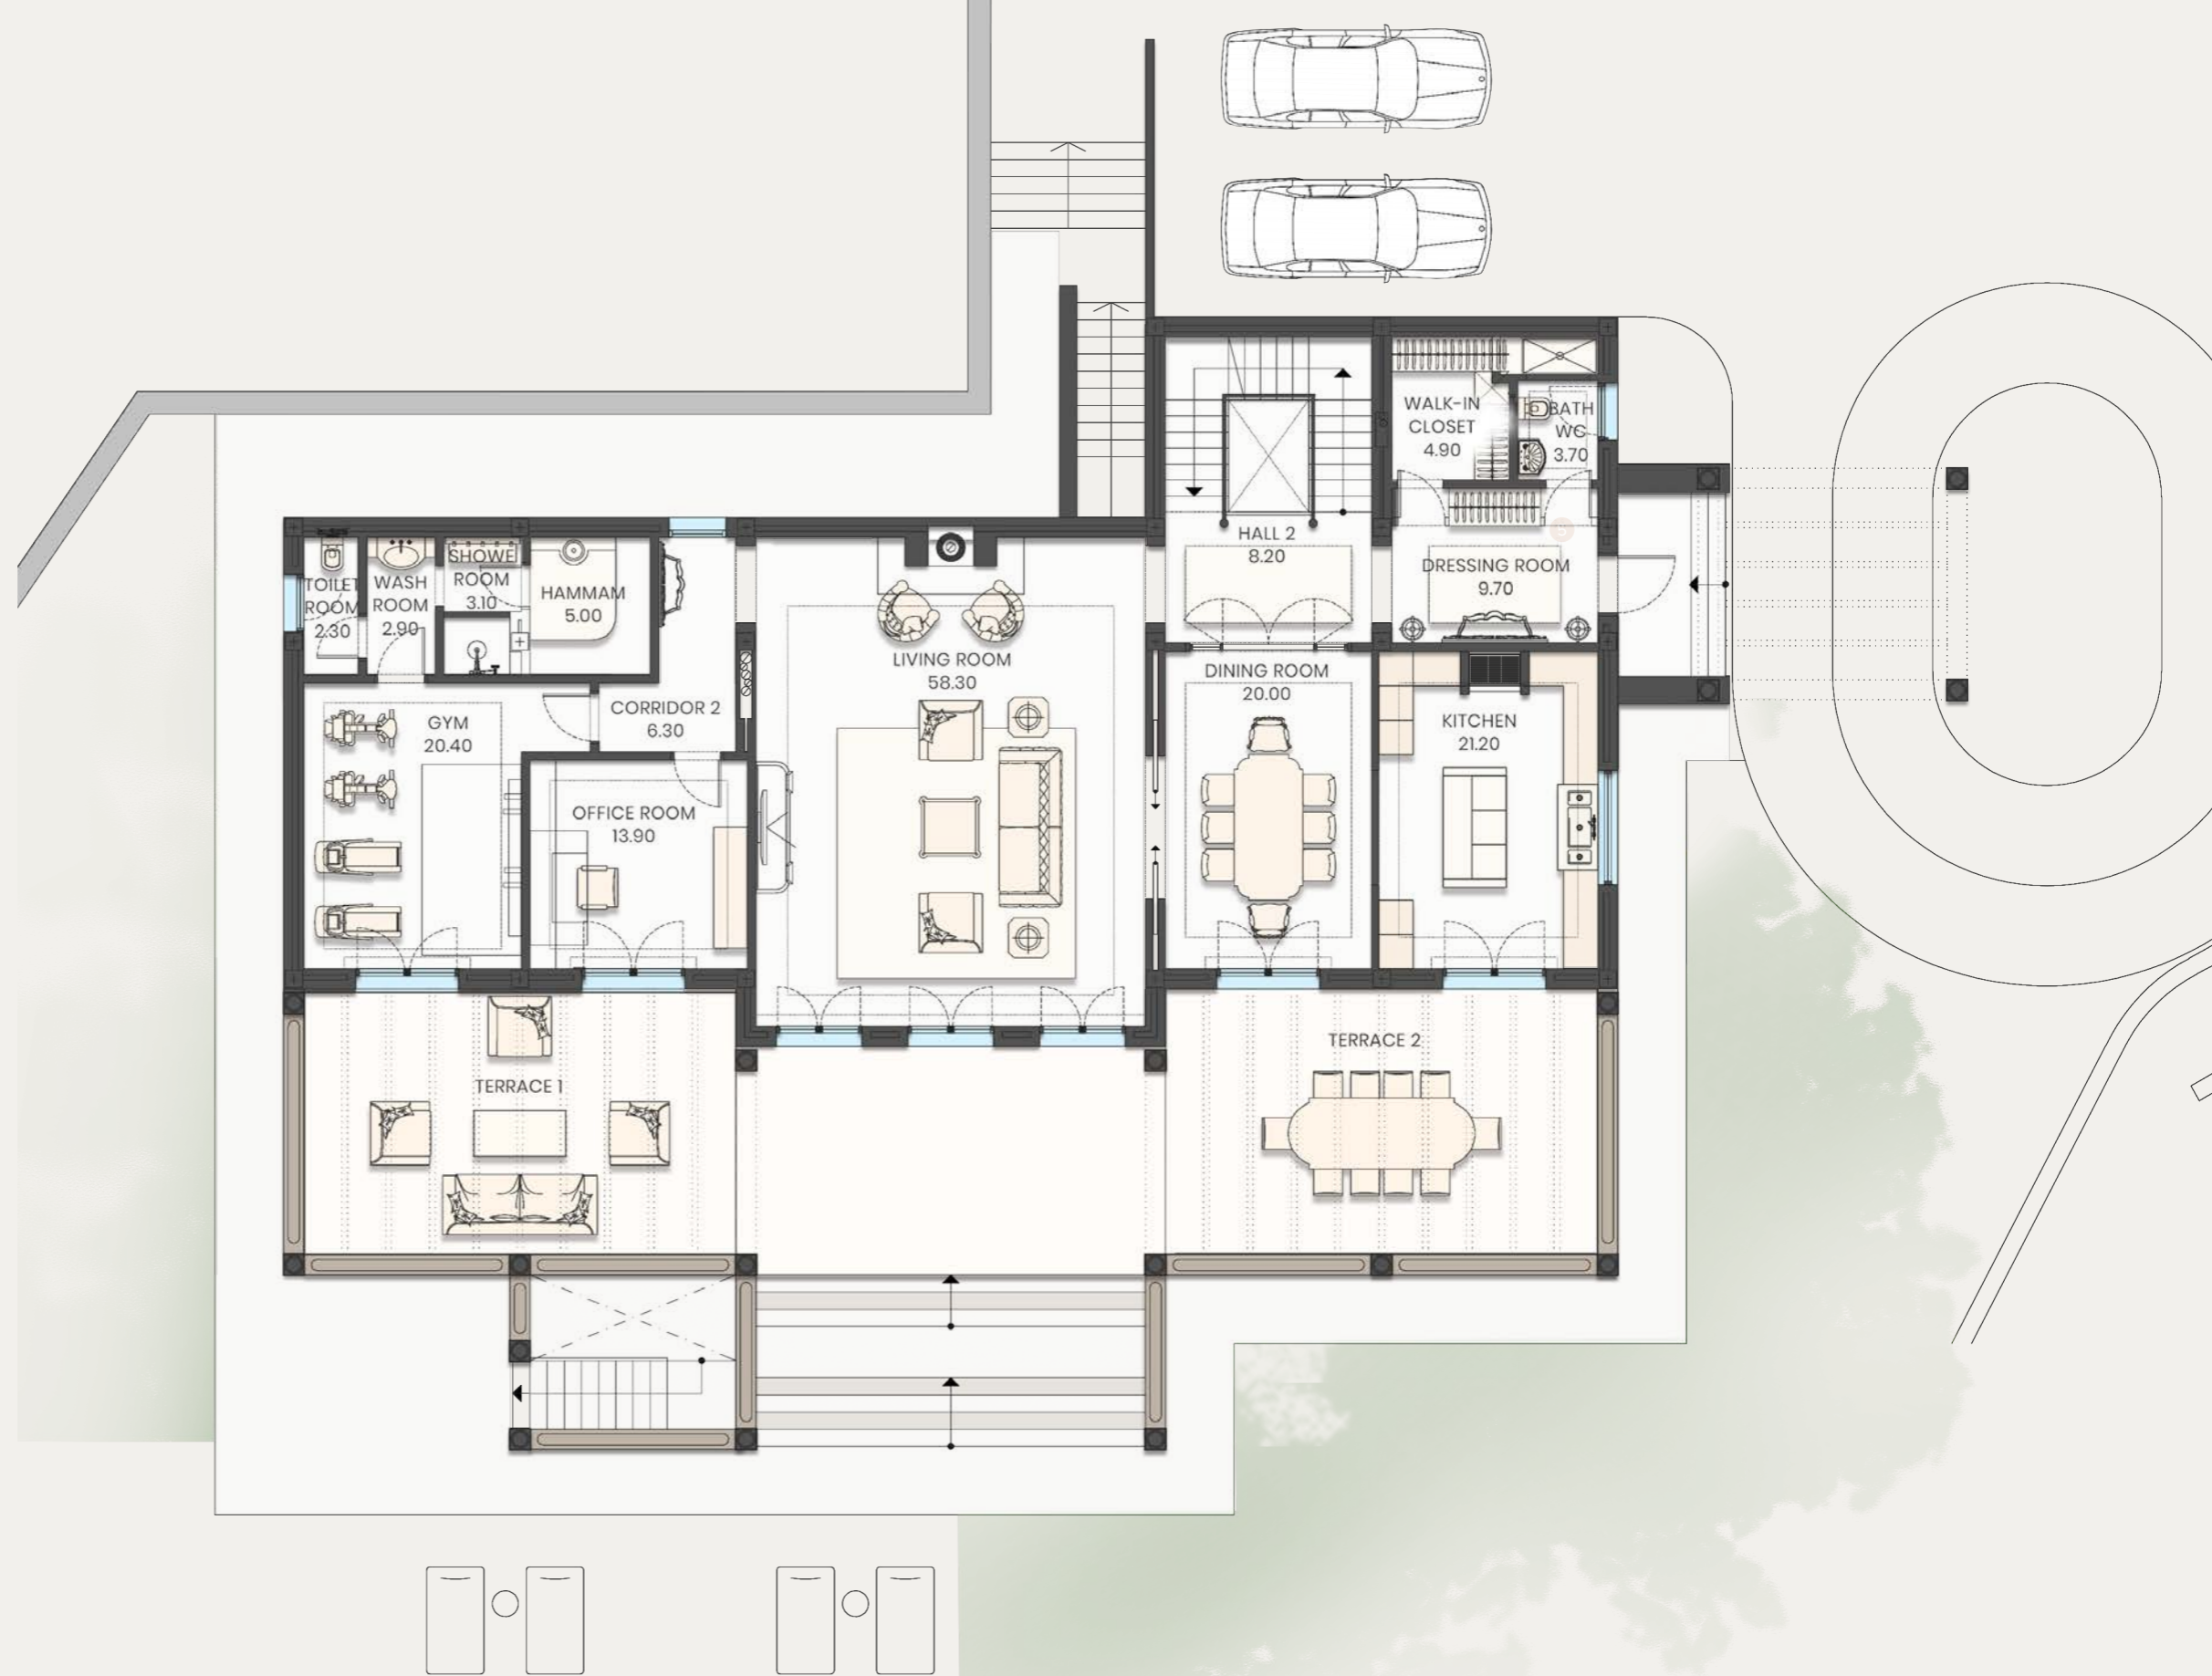 WALK-IN
CLOSET
4.90
BATH
WC
3.70
HALL 2
8.20
DRESSING ROOM
9.70
TOILET
ROOM
2.30
WASH
ROOM
2.90
SHOWE
ROOM
3.10
HAMMAM
5.00
LIVING ROOM
58.30
DINING ROOM
20.00
CORRIDOR 2
6.30
GYM
20.40
KITCHEN
21.20
OFFICE ROOM
13.90
TERRACE 1
TERRACE 2